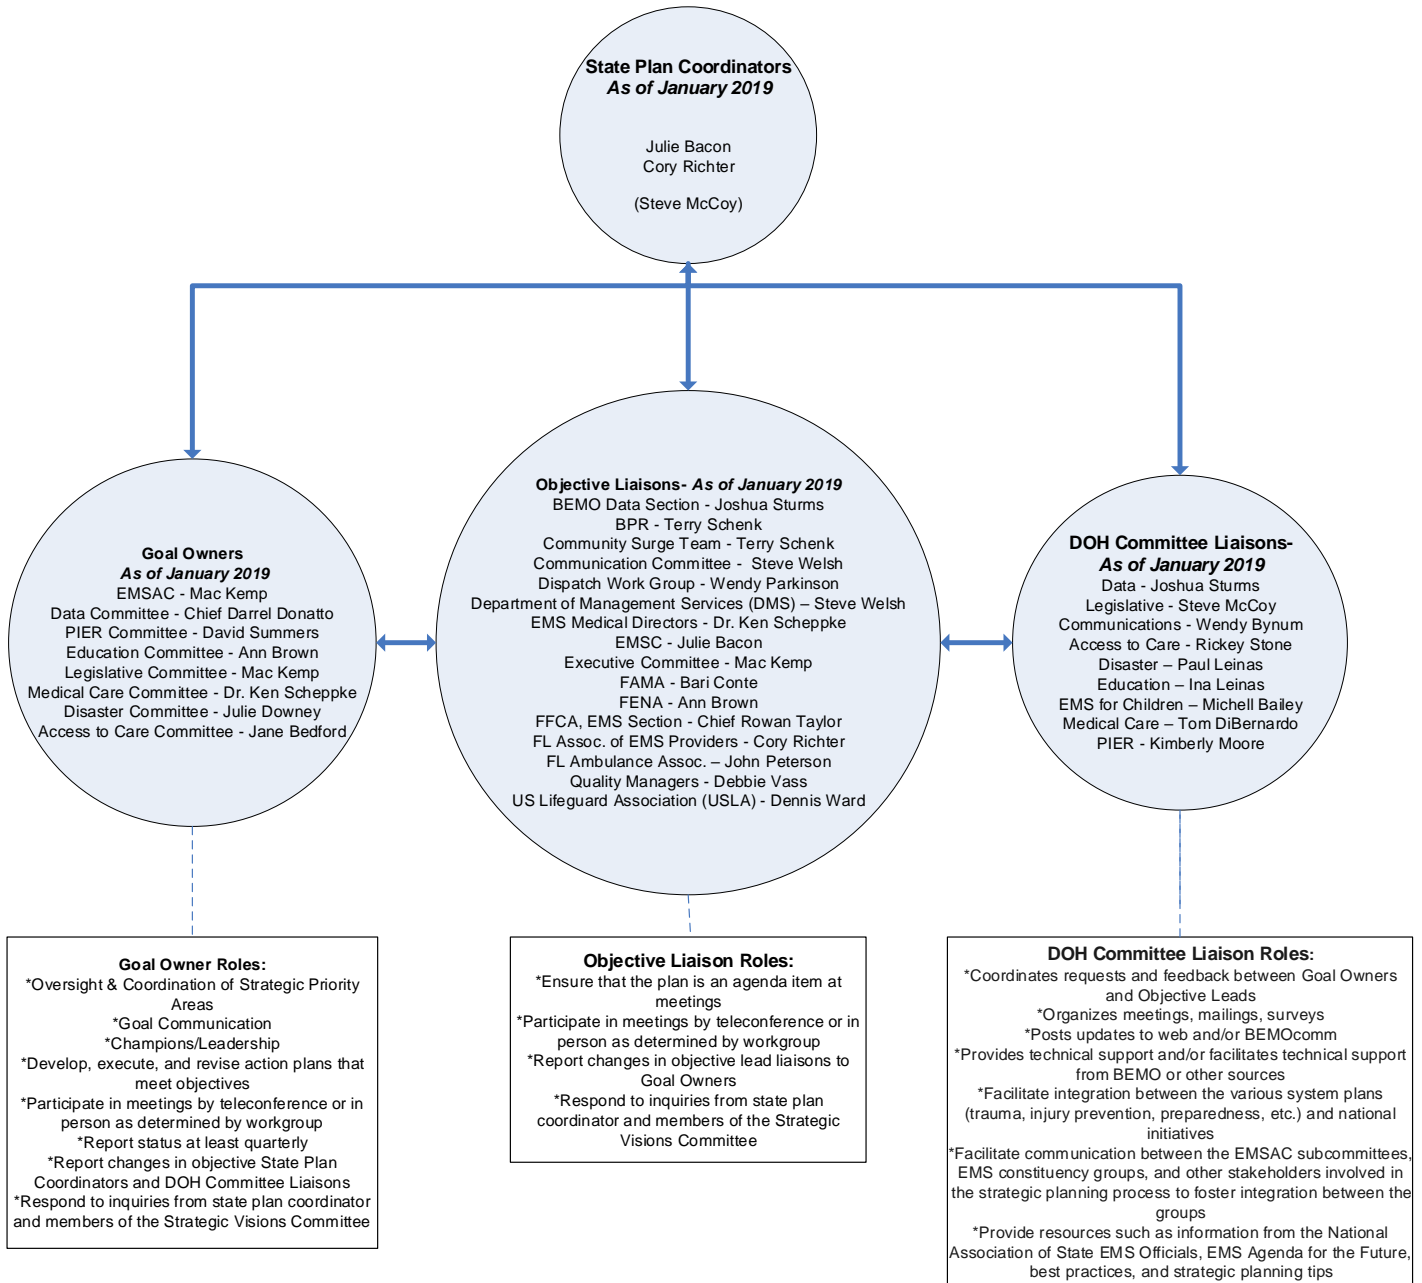 State Plan Coordinators
As of January 2019
Julie Bacon
Cory Richter
(Steve McCoy)
Goal Owners
As of January 2019
EMSAC - Mac Kemp
Data Committee - Chief Darrel Donatto
PIER Committee - David Summers
Education Committee - Ann Brown
Legislative Committee - Mac Kemp
Medical Care Committee - Dr. Ken Scheppke
Disaster Committee - Julie Downey
Access to Care Committee - Jane Bedford
Objective Liaisons- As of January 2019
BEMO Data Section - Joshua Sturms
BPR - Terry Schenk
Community Surge Team - Terry Schenk
Communication Committee - Steve Welsh
Dispatch Work Group - Wendy Parkinson
Department of Management Services (DMS) – Steve Welsh
EMS Medical Directors - Dr. Ken Scheppke
EMSC - Julie Bacon
Executive Committee - Mac Kemp
FAMA - Bari Conte
FENA - Ann Brown
FFCA, EMS Section - Chief Rowan Taylor
FL Assoc. of EMS Providers - Cory Richter
FL Ambulance Assoc. – John Peterson
Quality Managers - Debbie Vass
US Lifeguard Association (USLA) - Dennis Ward
DOH Committee Liaisons-
As of January 2019
Data - Joshua Sturms
Legislative - Steve McCoy
Communications - Wendy Bynum
Access to Care - Rickey Stone
Disaster – Paul Leinas
Education – Ina Leinas
EMS for Children – Michell Bailey
Medical Care – Tom DiBernardo
PIER - Kimberly Moore
Goal Owner Roles:
*Oversight & Coordination of Strategic Priority
Areas
*Goal Communication
*Champions/Leadership
*Develop, execute, and revise action plans that
meet objectives
*Participate in meetings by teleconference or in
person as determined by workgroup
*Report status at least quarterly
*Report changes in objective State Plan
Coordinators and DOH Committee Liaisons
*Respond to inquiries from state plan coordinator
and members of the Strategic Visions Committee
Objective Liaison Roles:
*Ensure that the plan is an agenda item at
meetings
*Participate in meetings by teleconference or in
person as determined by workgroup
*Report changes in objective lead liaisons to
Goal Owners
*Respond to inquiries from state plan
coordinator and members of the Strategic
Visions Committee
DOH Committee Liaison Roles:
*Coordinates requests and feedback between Goal Owners
and Objective Leads
*Organizes meetings, mailings, surveys
*Posts updates to web and/or BEMOcomm
*Provides technical support and/or facilitates technical support
from BEMO or other sources
*Facilitate integration between the various system plans
(trauma, injury prevention, preparedness, etc.) and national
initiatives
*Facilitate communication between the EMSAC subcommittees,
EMS constituency groups, and other stakeholders involved in
the strategic planning process to foster integration between the
groups
*Provide resources such as information from the National
Association of State EMS Officials, EMS Agenda for the Future,
best practices, and strategic planning tips